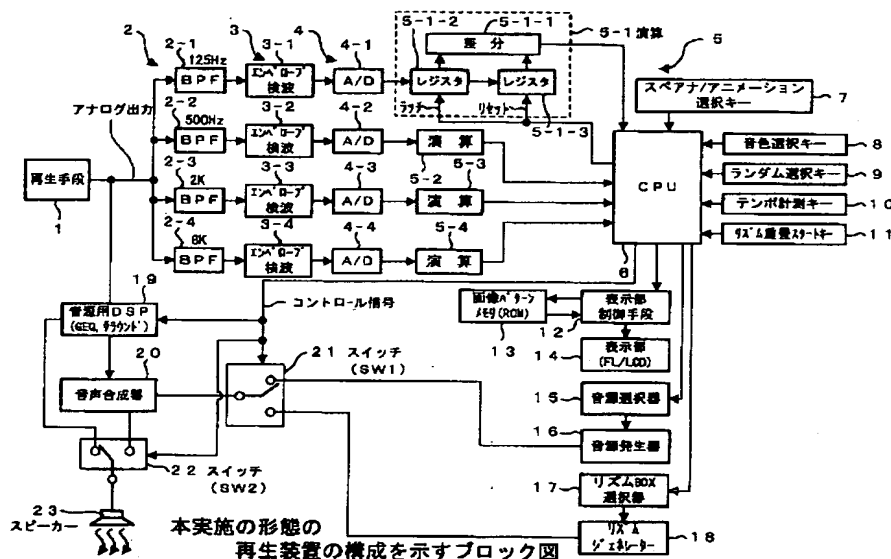 2
2-1
125Hz
BPF
3
3-1
エンベロープ
検波
4
4-1
A/D
5-1-2
5-1-1
差分
レジスタ
レジスタ
ラッチ
リセット
5-1-3
5-1 演算
5
スペアナ/アニメーション
選択キー
7
アナログ出力
2-2
500Hz
BPF
3-2
エンベロープ
検波
4-2
A/D
演算
5-2
再生手段
1
2-3
2K
BPF
3-3
エンベロープ
検波
4-3
A/D
5-3
演算
2-4
8K
BPF
3-4
エンベロープ
検波
4-4
A/D
5-4
演算
CPU
6
音色選択キー
8
ランダム選択キー
9
テンポ計測キー
10
リズム重畳スタートキー
11
19
音源用DSP
(GEQ, サラウンド)
コントロール信号
画像パターン
メモリ(ROM)
13
表示部
制御手段
12
14
表示部
(FL/LCD)
20
音声合成器
21 スイッチ
(SW1)
15
音源選択器
16
音源発生器
22 スイッチ
(SW2)
17
リズムBOX
選択器
23
スピーカー
リズム
ジェネレーター
18
本実施の形態の
再生装置の構成を示すブロック図